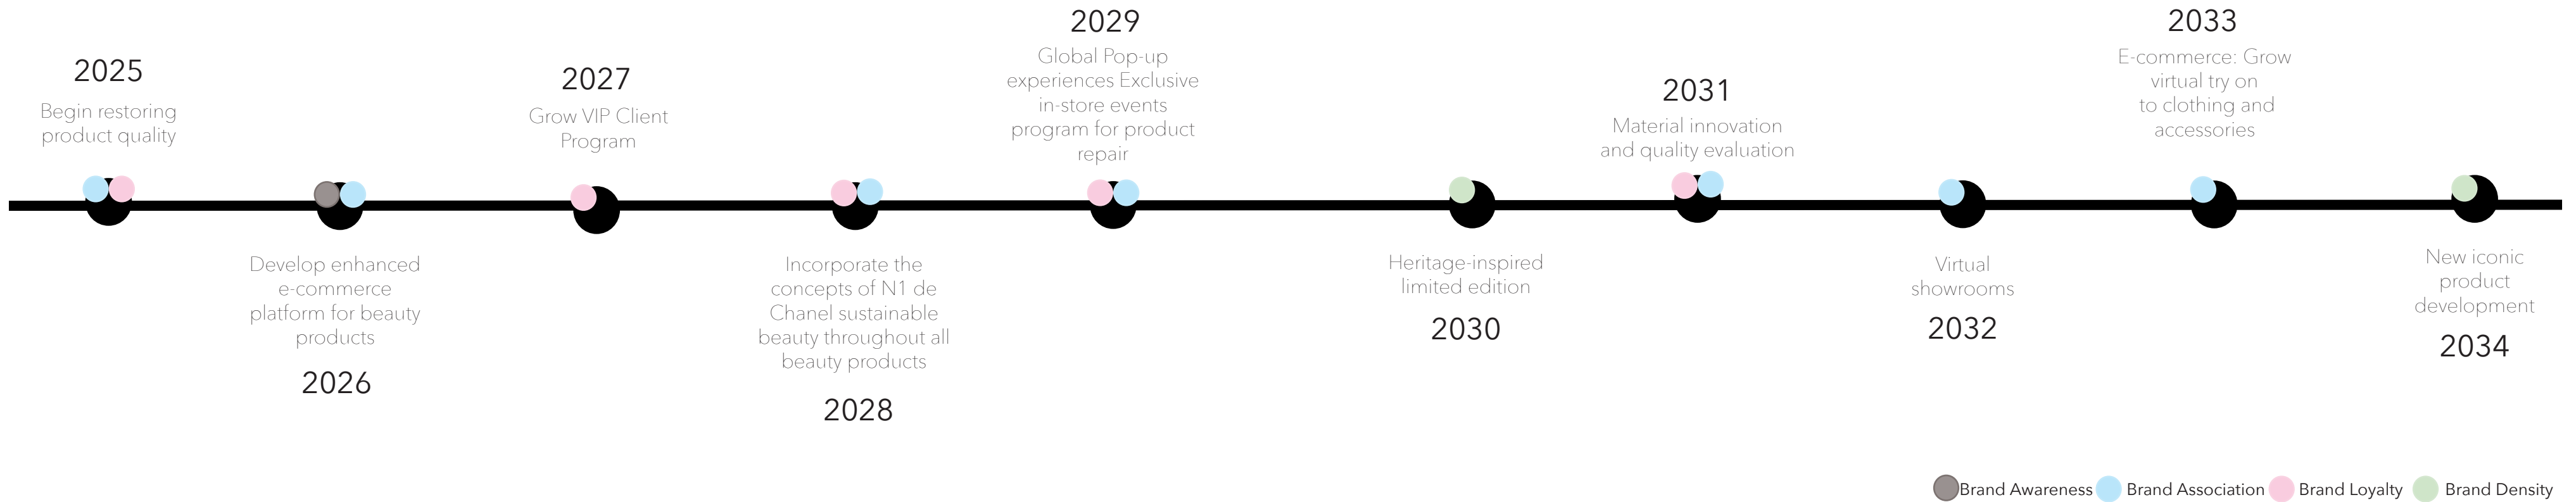 2025
Begin restoring
product quality
Develop enhanced
e-commerce
platform for beauty
products
2026
2027
Grow VIP Client
Program
Incorporate the
concepts of N1 de
Chanel sustainable
beauty throughout all
beauty products
2028
2029
Global Pop-up
experiences Exclusive
in-store events
program for product
repair
Heritage-inspired
limited edition
2030
2031
Material innovation
and quality evaluation
Virtual
showrooms
2032
2033
E-commerce: Grow
virtual try on
to clothing and
accessories
New iconic
product
development
2034
Brand Awareness Brand Association Brand Loyalty Brand Density